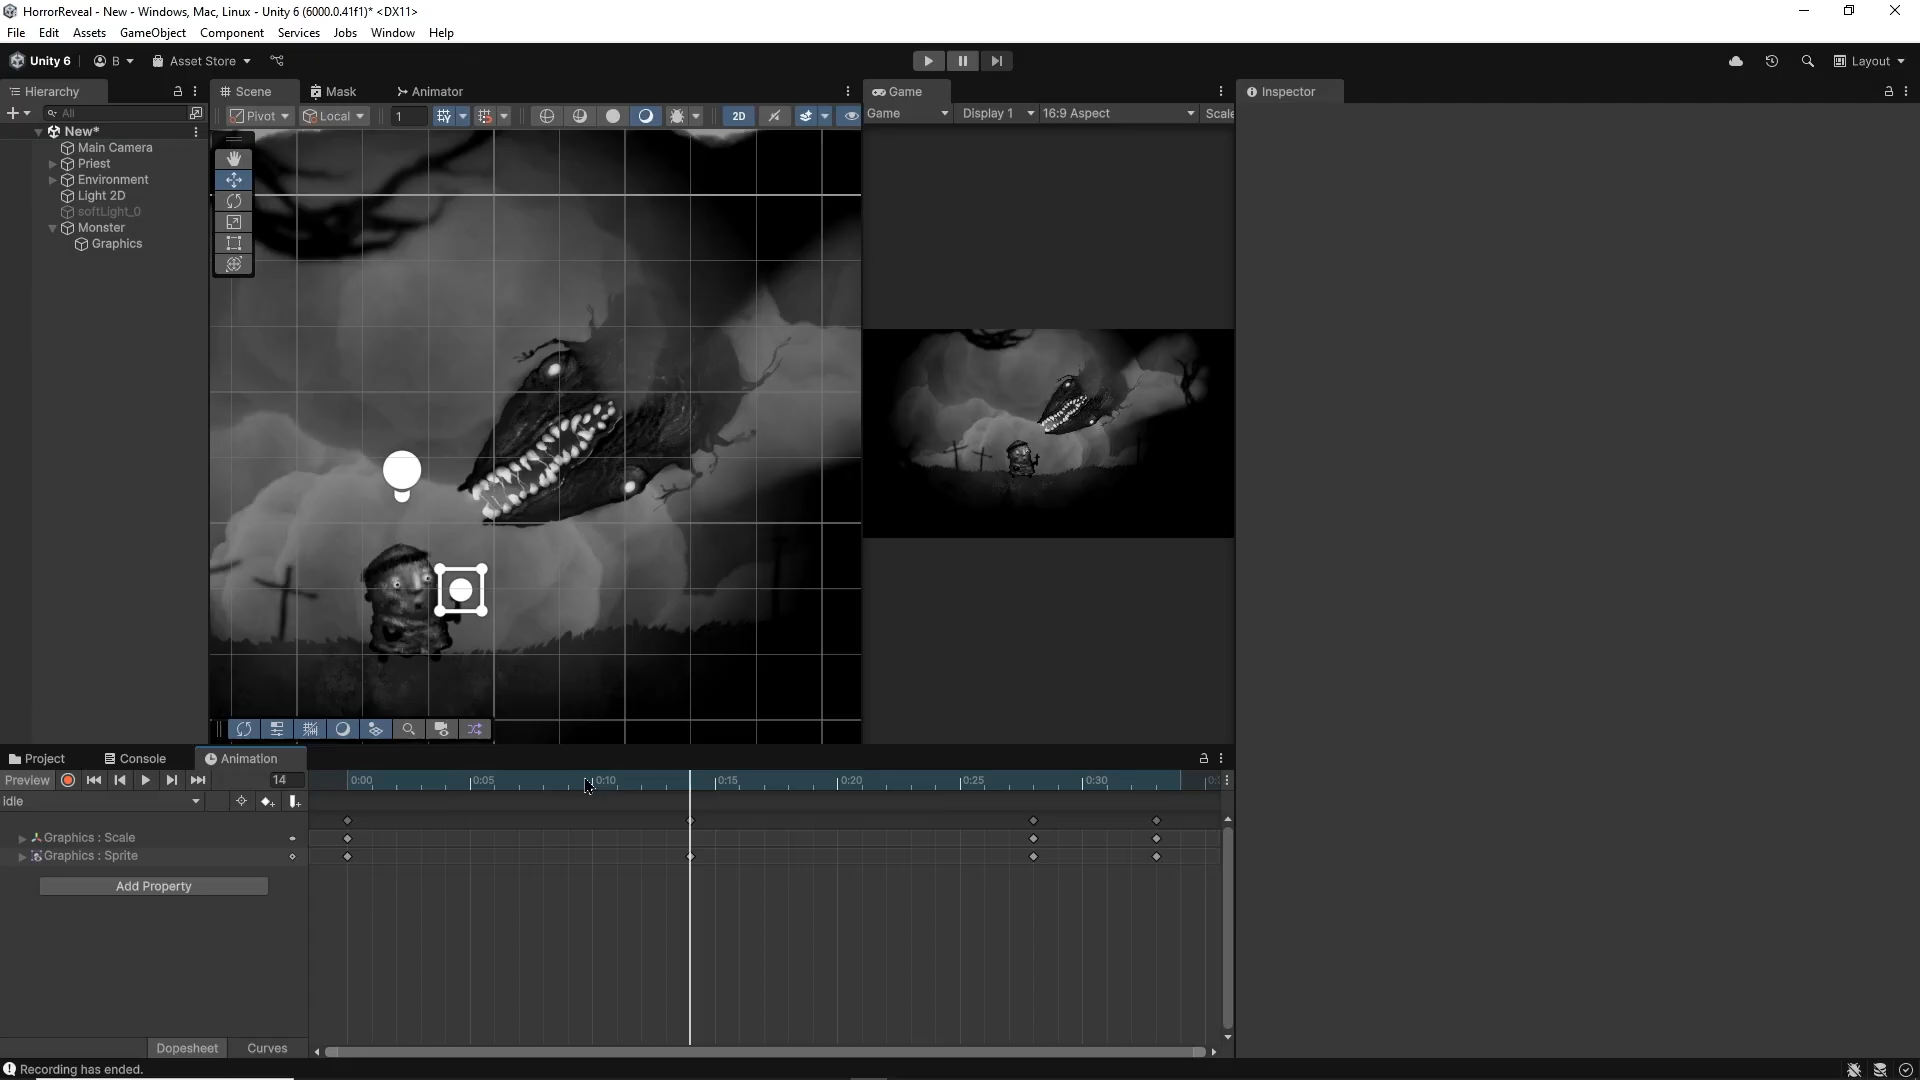 HorrorReveal - New - Windows, Mac, Linux - Unity 6 (6000.0.41f1)* <DX11>
File Edit Assets GameObject Component Services Jobs Window Help
Unity 6 B Asset Store Layout
Hierarchy Scene Mask Animator Game Inspector
All Pivot Local 1 2D Game Display 1 16:9 Aspect Scale
New*
Main Camera
Priest
Environment
Light 2D
softLight_0
Monster
Graphics
Project Console Animation
Preview 14 0:00 0:05 0:10 0:15 0:20 0:25 0:30
idle
Graphics : Scale
Graphics : Sprite
Add Property
Dopesheet Curves
Recording has ended.